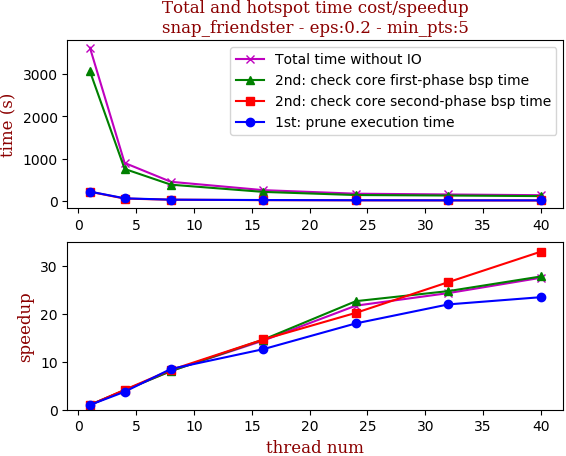 Total and hotspot time cost/speedup
snap_friendster - eps:0.2 - min_pts:5
Total time without IO
2nd: check core first-phase bsp time
2nd: check core second-phase bsp time
1st: prune execution time
time (s)
3000
2000
1000
0
0 5 10 15 20 25 30 35 40
speedup
30
20
10
0
0 5 10 15 20 25 30 35 40
thread num